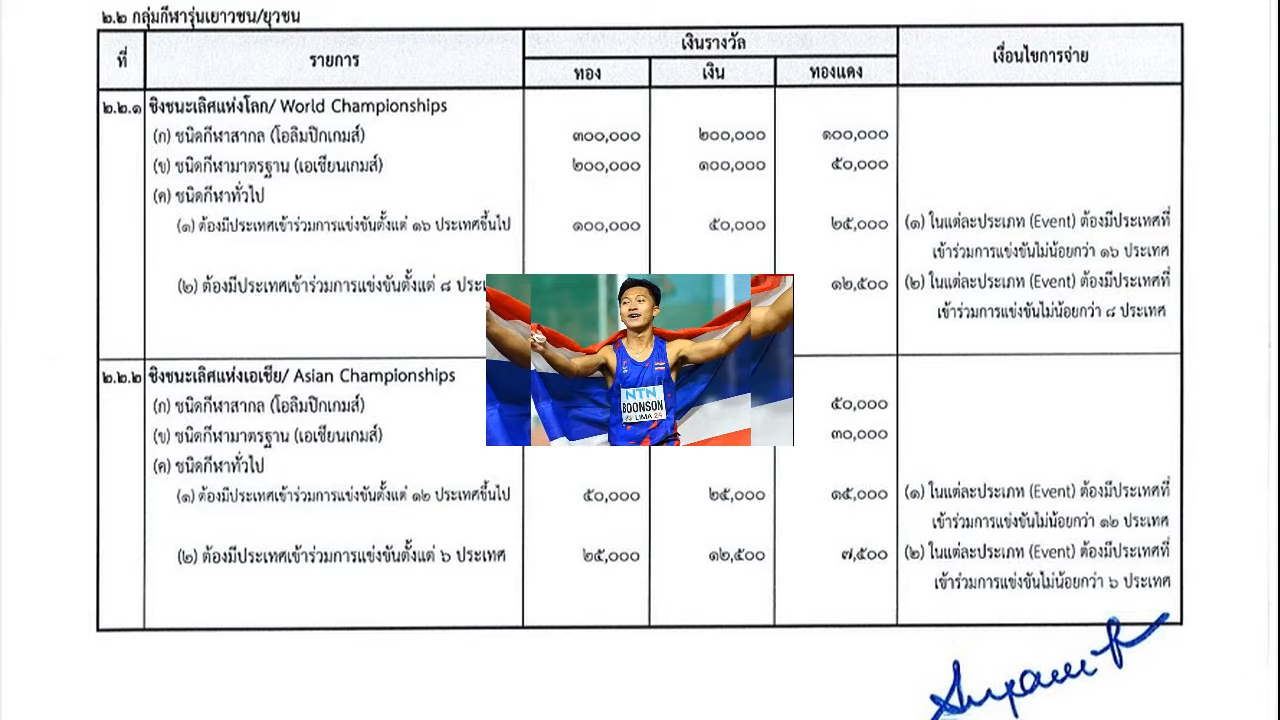 ๒.๒ กลุ่มกีฬารุ่นเยาวชน/ยุวชน
ที่ รายการ เงินรางวัล เงื่อนไขการจ่าย
ทอง เงิน ทองแดง
๒.๒.๑ ชิงชนะเลิศแห่งโลก/ World Championships
(ก) ชนิดกีฬาสากล (โอลิมปิกเกมส์) ๓๐๐,๐๐๐ ๒๐๐,๐๐๐ ๑๐๐,๐๐๐
(ข) ชนิดกีฬามาตรฐาน (เอเชียนเกมส์) ๒๐๐,๐๐๐ ๑๐๐,๐๐๐ ๕๐,๐๐๐
(ค) ชนิดกีฬาทั่วไป
(๑) ต้องมีประเทศเข้าร่วมการแข่งขันตั้งแต่ ๑๖ ประเทศขึ้นไป ๑๐๐,๐๐๐ ๕๐,๐๐๐ ๒๕,๐๐๐ (๑) ในแต่ละประเภท (Event) ต้องมีประเทศที่
เข้าร่วมการแข่งขันไม่น้อยกว่า ๑๖ ประเทศ
(๒) ต้องมีประเทศเข้าร่วมการแข่งขันตั้งแต่ ๘ ๑๒,๕๐๐ (๒) ในแต่ละประเภท (Event) ต้องมีประเทศที่
เข้าร่วมการแข่งขันไม่น้อยกว่า ๘ ประเทศ
NTN
BOONSON
LIMA 24
๒.๒.๒ ชิงชนะเลิศแห่งเอเชีย/ Asian Championships
(ก) ชนิดกีฬาสากล (โอลิมปิกเกมส์) ๕๐,๐๐๐
(ข) ชนิดกีฬามาตรฐาน (เอเชียนเกมส์) ๓๐,๐๐๐
(ค) ชนิดกีฬาทั่วไป
(๑) ต้องมีประเทศเข้าร่วมการแข่งขันตั้งแต่ ๑๒ ประเทศขึ้นไป ๕๐,๐๐๐ ๒๕,๐๐๐ ๑๕,๐๐๐ (๑) ในแต่ละประเภท (Event) ต้องมีประเทศที่
เข้าร่วมการแข่งขันไม่น้อยกว่า ๑๒ ประเทศ
(๒) ต้องมีประเทศเข้าร่วมการแข่งขันตั้งแต่ ๖ ประเทศ ๒๕,๐๐๐ ๑๒,๕๐๐ ๗,๕๐๐ (๒) ในแต่ละประเภท (Event) ต้องมีประเทศที่
เข้าร่วมการแข่งขันไม่น้อยกว่า ๖ ประเทศ